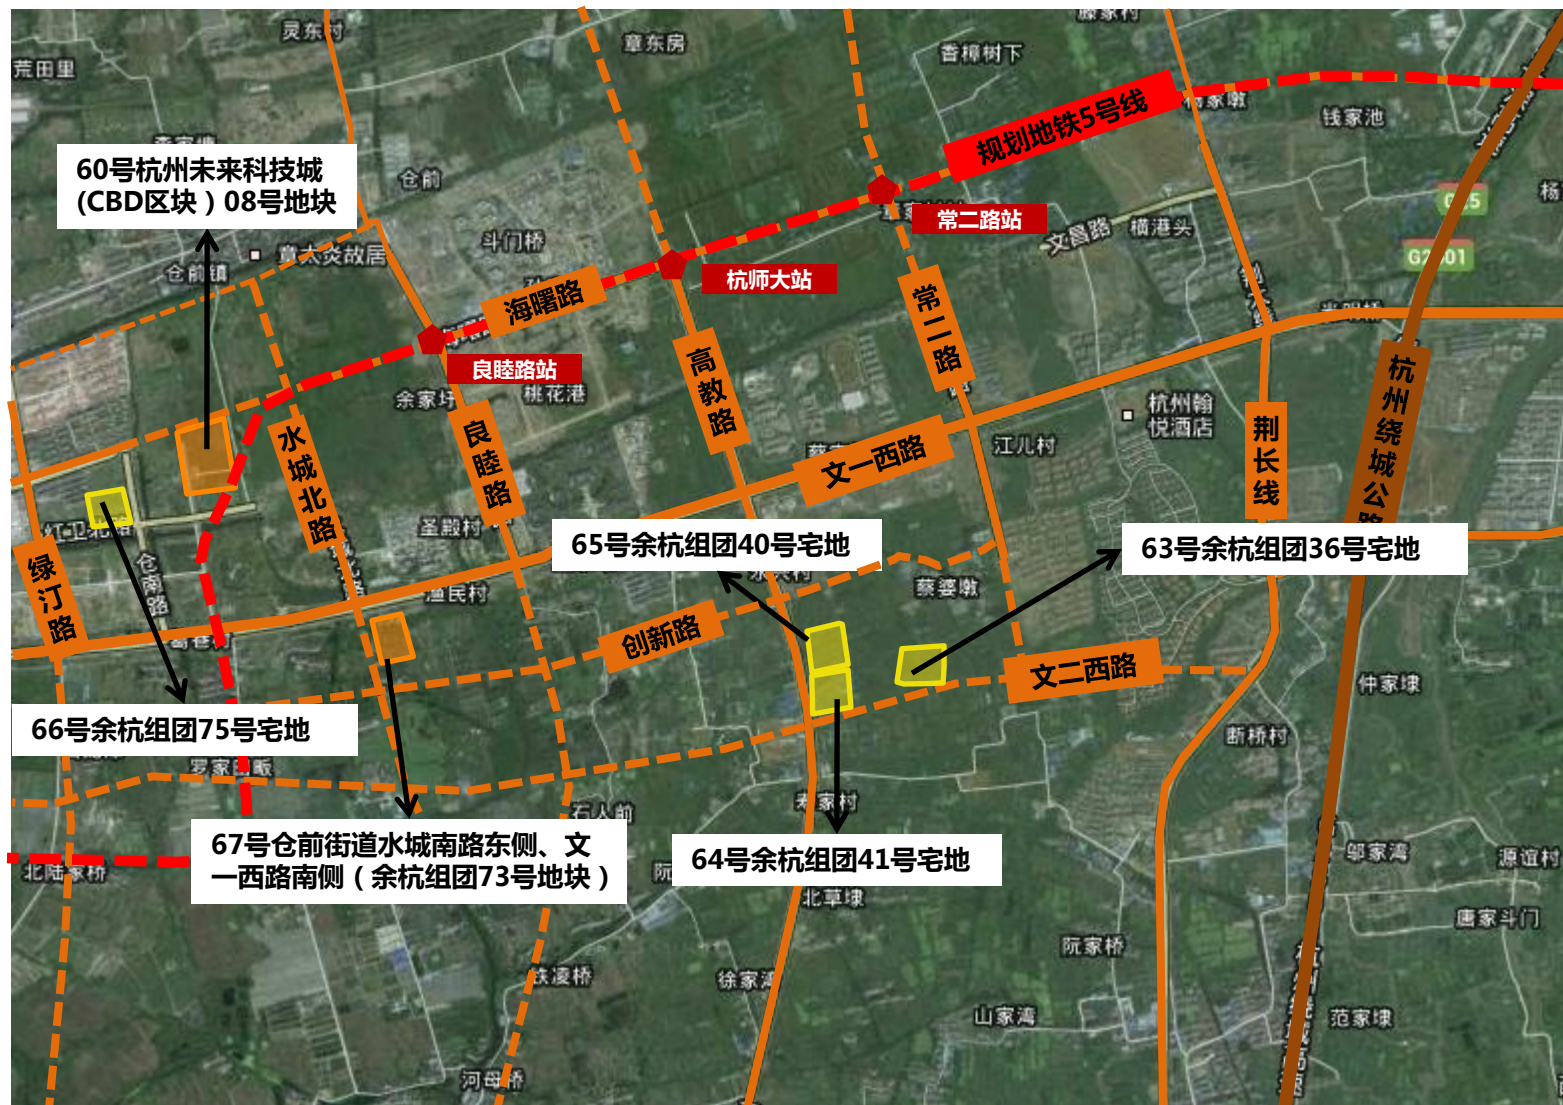 灵东村
章东房
香樟树下
荒田里
钱家池
规划地铁5号线
60号杭州未来科技城
(CBD区块）08号地块
仓前
常二路站
斗门桥
文昌路
横港头
章太炎故居
仓前镇
杭师大站
海曙路
常二路
良睦路站
高教路
余家圩
桃花港
杭州翰
悦酒店
杭州绕城公路
水城北路
良睦路
文一西路
江儿村
荆长线
圣殿村
65号余杭组团40号宅地
63号余杭组团36号宅地
绿汀路
仓南路
渔民村
蔡婆墩
葛巷村
创新路
文二西路
仲家埭
66号余杭组团75号宅地
断桥村
石人前
寿家村
67号仓前街道水城南路东侧、文
一西路南侧（余杭组团73号地块）
64号余杭组团41号宅地
邬家湾
源谊村
北陆家桥
北草埭
唐家斗门
阮家桥
铁凌桥
徐家湾
山家湾
范家埭
河母桥